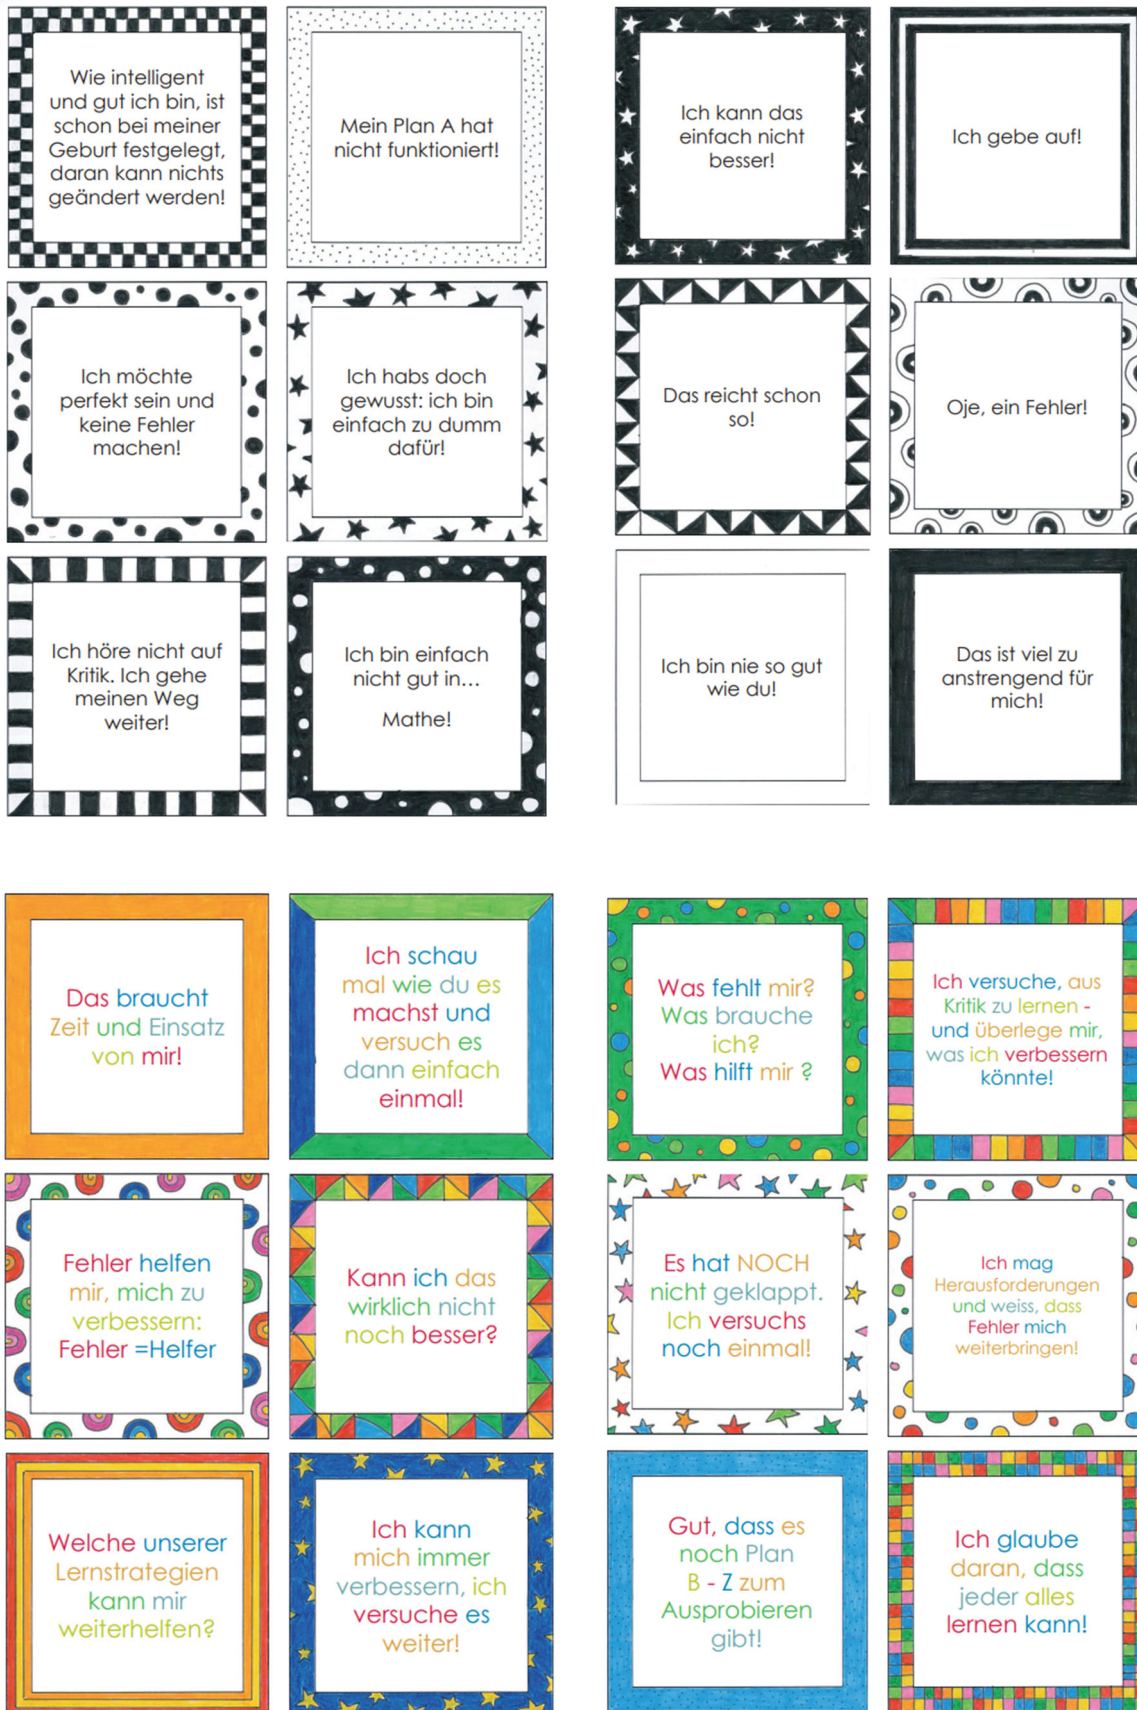 Wie intelligent
und gut ich bin, ist
schon bei meiner
Geburt festgelegt,
daran kann nichts
geändert werden!
Mein Plan A hat
nicht funktioniert!
Ich kann das
einfach nicht
besser!
Ich gebe auf!
Ich möchte
perfekt sein und
keine Fehler
machen!
Ich habs doch
gewusst: ich bin
einfach zu dumm
dafür!
Das reicht schon
so!
Oje, ein Fehler!
Ich höre nicht auf
Kritik. Ich gehe
meinen Weg
weiter!
Ich bin einfach
nicht gut in...
Mathe!
Ich bin nie so gut
wie du!
Das ist viel zu
anstrengend für
mich!
Das braucht
Zeit und Einsatz
von mir!
Ich schau
mal wie du es
machst und
versuch es
dann einfach
einmal!
Was fehlt mir?
Was brauche
ich?
Was hilft mir ?
Ich versuche, aus
Kritik zu lernen -
und überlege mir,
was ich verbessern
könnte!
Fehler helfen
mir, mich zu
verbessern:
Fehler =Helfer
Kann ich das
wirklich nicht
noch besser?
Es hat NOCH
nicht geklappt.
Ich versuchs
noch einmal!
Ich mag
Herausforderungen
und weiss, dass
Fehler mich
weiterbringen!
Welche unserer
Lernstrategien
kann mir
weiterhelfen?
Ich kann
mich immer
verbessern, ich
versuche es
weiter!
Gut, dass es
noch Plan
B - Z zum
Ausprobieren
gibt!
Ich glaube
daran, dass
jeder alles
lernen kann!